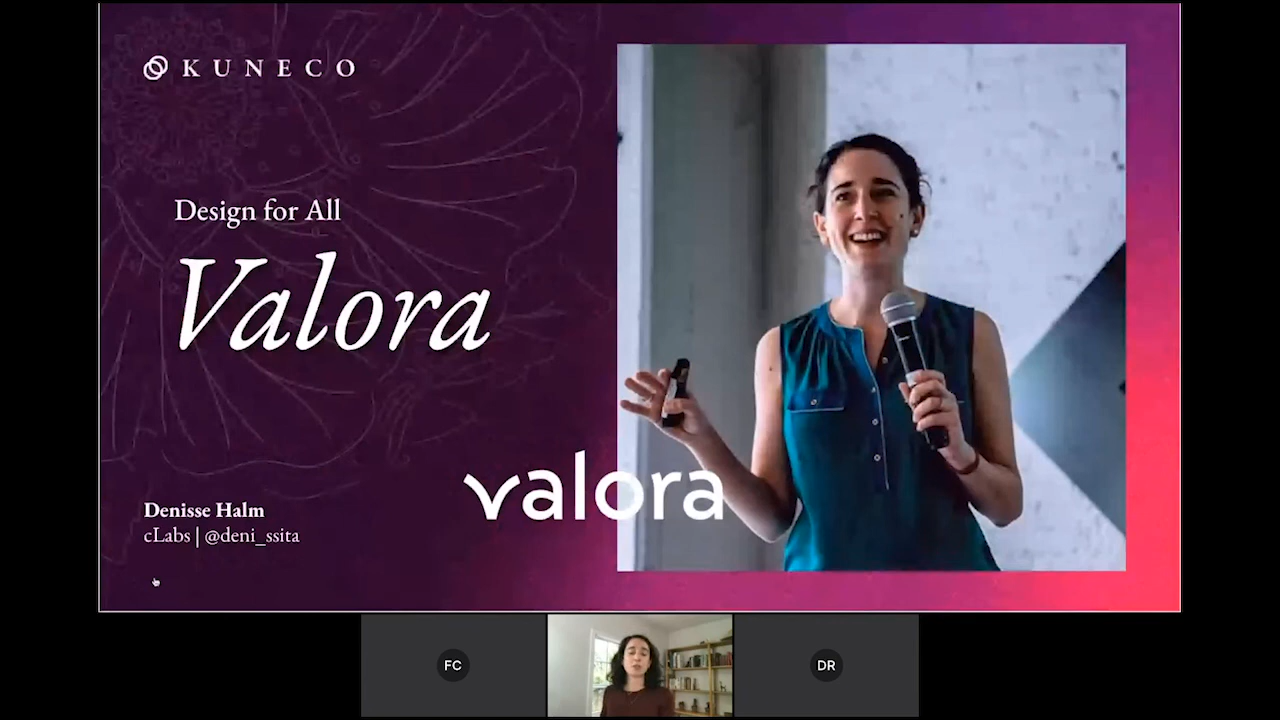 KUNECO
Design for All
Valora
valora
Denisse Halm
cLabs | @deni_ssita
FC
DR